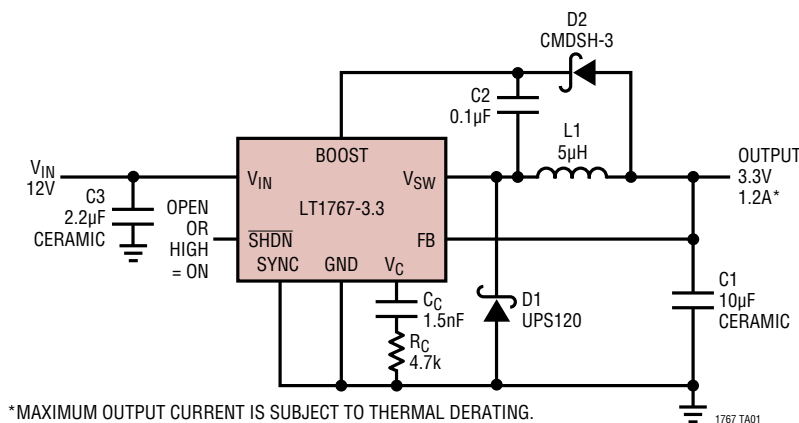 D2
CMDSH-3
C2
0.1µF
L1
5µH
BOOST
VIN
12V
VIN
VSW
OUTPUT
3.3V
1.2A*
C3
2.2µF
CERAMIC
OPEN
OR
HIGH
= ON
LT1767-3.3
SHDN
FB
SYNC
GND
VC
CC
1.5nF
RC
4.7k
D1
UPS120
C1
10µF
CERAMIC
*MAXIMUM OUTPUT CURRENT IS SUBJECT TO THERMAL DERATING.
1767 TA01